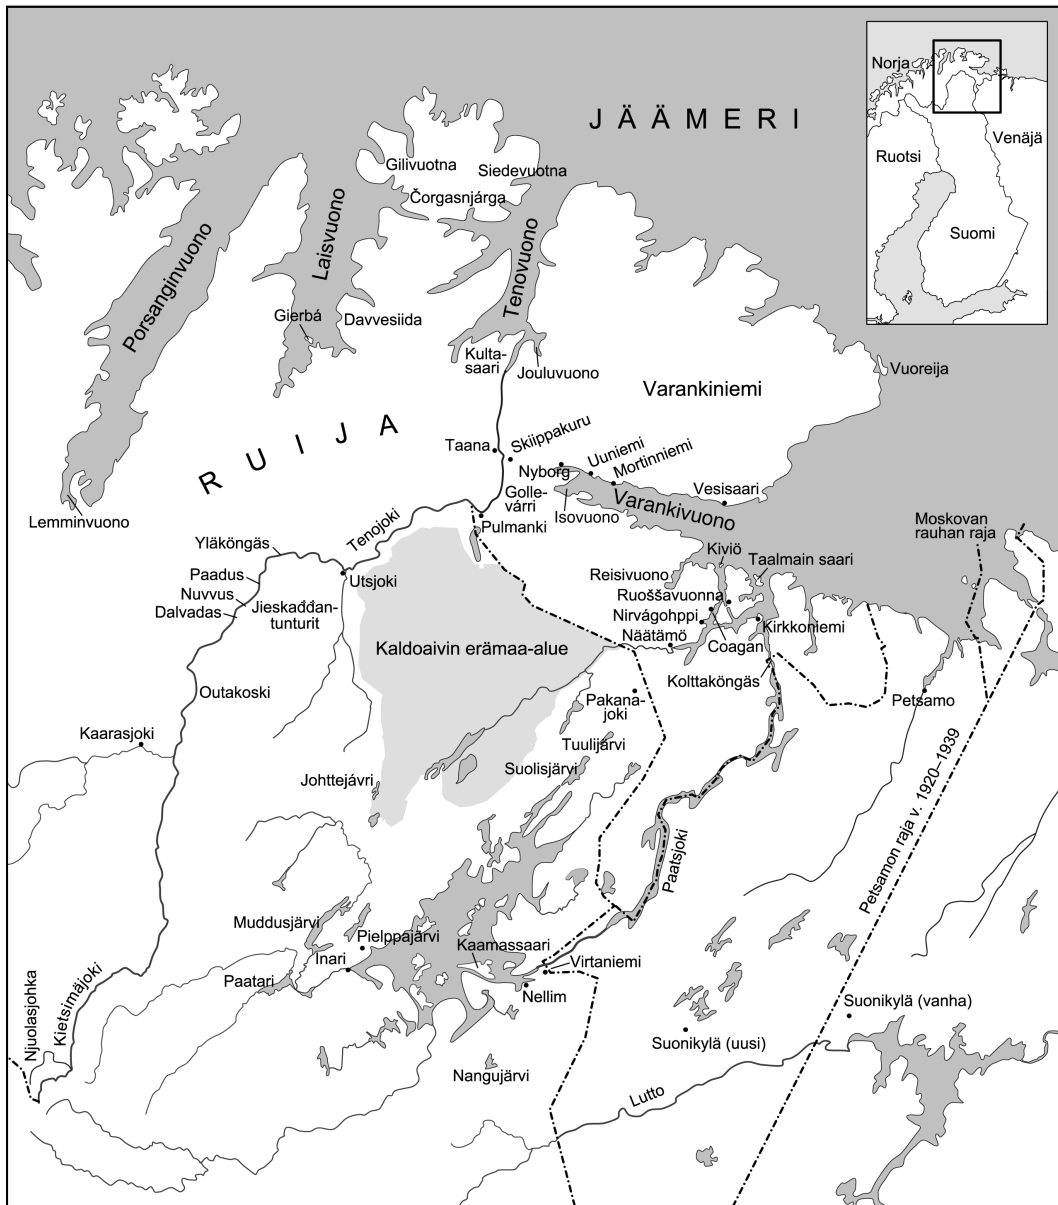 JÄÄMERI
Norja
Venäjä
Ruotsi
Suomi
Gilivuotna
Siedevuotna
Čorgasnjárga
Porsanginvuono
Laisvuono
Tenovuono
Gierbá
Davvesiida
Kulta-
saari
Jouluvuono
Vuoreija
Varankiniemi
RUIJA
Taana
Skiippakuru
Nyborg
Uuniemi
Mortinniemi
Vesisaari
Golle-
várri
Isovuono
Varankivuono
Lemminvuono
Pulmanki
Tenojoki
Moskovan
rauhan raja
Yläköngäs
Utsjoki
Kiviö
Taalmain saari
Paadus
Reisivuono
Nuvvus
Jieskađđan-
tunturit
Ruoššavuonna
Dalvadas
Nirvágohppi
Kirkkoniemi
Näätämö
Coagan
Kaldoaivin erämaa-alue
Kolttaköngäs
Outakoski
Pakana-
joki
Petsamo
Kaarasjoki
Tuulijärvi
Suolisjärvi
Johttejávri
Petsamon raja v. 1920–1939
Paatsjoki
Muddusjärvi
Pielppajärvi
Kaamassaari
Inari
Virtaniemi
Paatari
Nellim
Njuolasjohka
Kietsimäjoki
Suonikylä (vanha)
Suonikylä (uusi)
Nangujärvi
Lutto